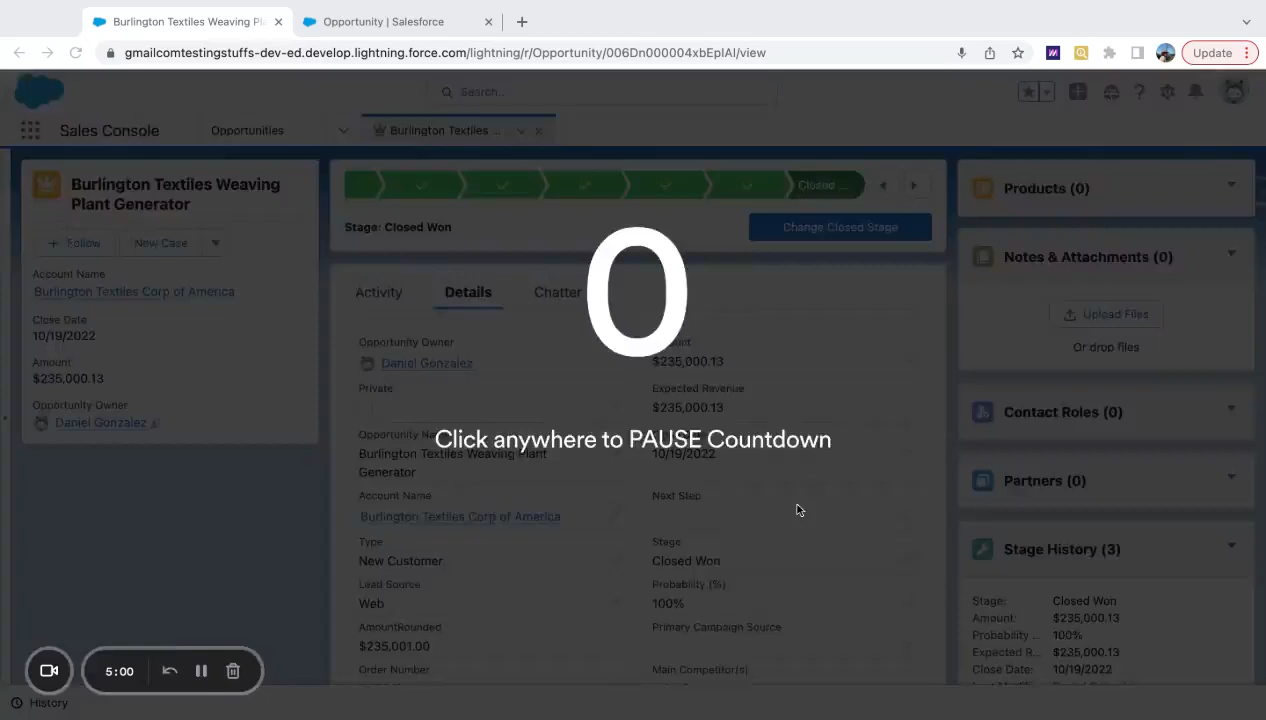 Burlington Textiles Weaving Pl
Opportunity | Salesforce
gmailcomtestingstuffs-dev-ed.develop.lightning.force.com/lightning/r/Opportunity/006Dn000004xbEpIAI/view
Update
Search...
Sales Console
Opportunities
Burlington Textiles ...
Burlington Textiles Weaving
Plant Generator
Follow
New Case
Account Name
Burlington Textiles Corp of America
Close Date
10/19/2022
Amount
$235,000.13
Opportunity Owner
Daniel Gonzalez
Closed ...
Stage: Closed Won
Change Closed Stage
Activity
Details
Chatter
0
Click anywhere to PAUSE Countdown
Opportunity Owner
Daniel Gonzalez
$235,000.13
Private
Expected Revenue
$235,000.13
Burlington Textiles Weaving Plant
Generator
10/19/2022
Account Name
Burlington Textiles Corp of America
Next Step
Type
New Customer
Stage
Closed Won
Lead Source
Web
Probability (%)
100%
AmountRounded
$235,001.00
Primary Campaign Source
Order Number
Main Competitor(s)
Products (0)
Notes & Attachments (0)
Upload Files
Or drop files
Contact Roles (0)
Partners (0)
Stage History (3)
Stage:
Closed Won
Amount:
$235,000.13
Probability ...
100%
Expected R...
$235,000.13
Close Date:
10/19/2022
5:00
History